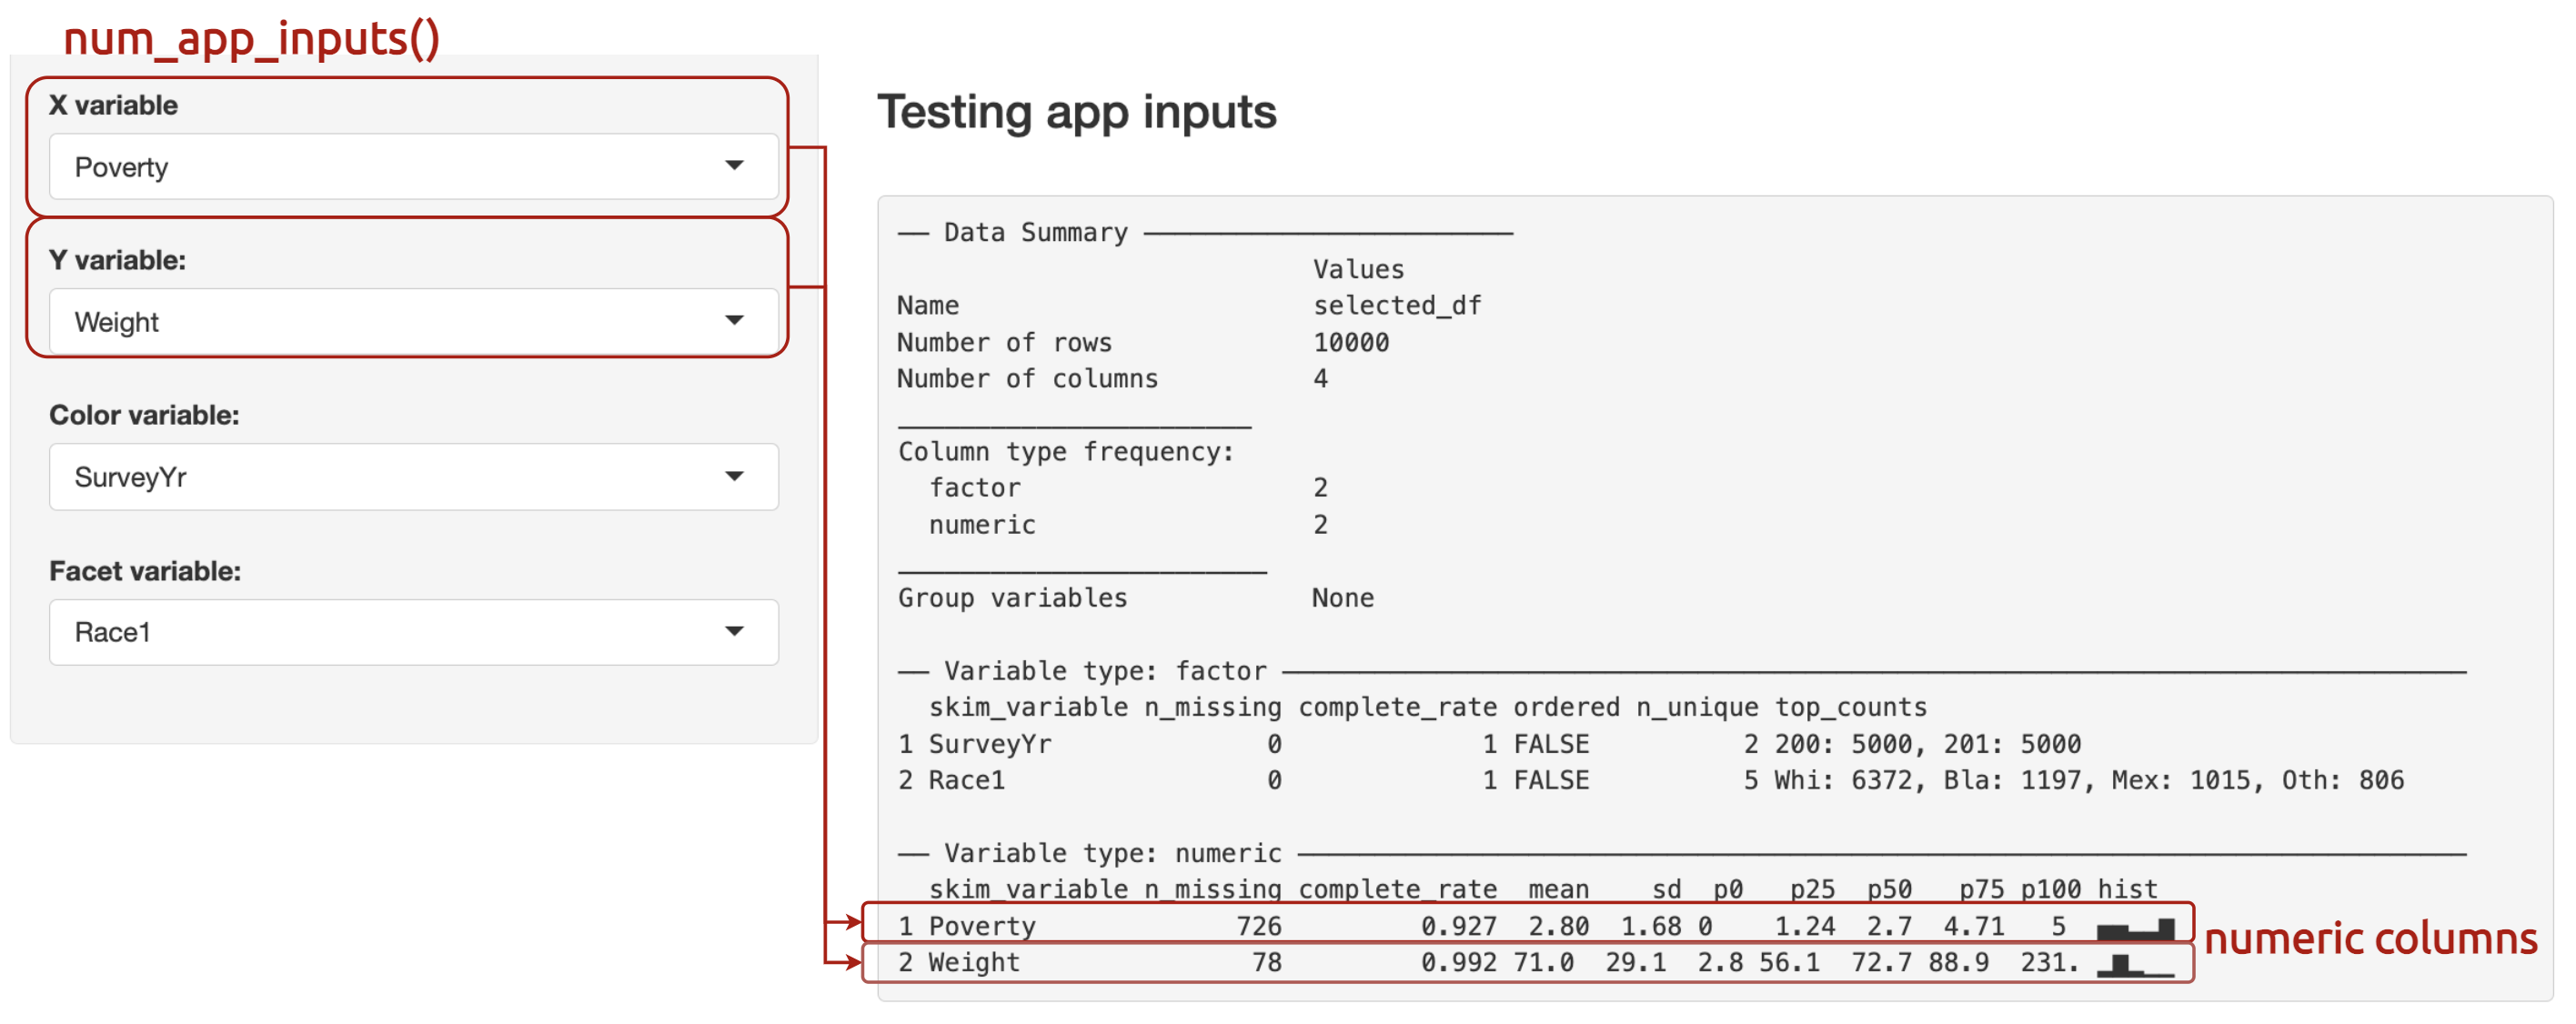 num_app_inputs()
X variable
Poverty
Y variable:
Weight
Color variable:
SurveyYr
Facet variable:
Race1
Testing app inputs
── Data Summary ────────────────────────
                           Values
Name                       selected_df
Number of rows             10000
Number of columns          4
_______________________
Column type frequency:
  factor                   2
  numeric                  2
________________________
Group variables            None
── Variable type: factor ────────────────────────
  skim_variable n_missing complete_rate ordered n_unique top_counts
1 SurveyYr              0             1 FALSE          2 200: 5000, 201: 5000
2 Race1                 0             1 FALSE          5 Whi: 6372, Bla: 1197, Mex: 1015, Oth: 806
── Variable type: numeric ────────────────────────
  skim_variable n_missing complete_rate  mean    sd  p0   p25  p50   p75 p100 hist
1 Poverty             726         0.927  2.80  1.68 0    1.24  2.7  4.71   5
2 Weight               78         0.992 71.0  29.1  2.8 56.1  72.7 88.9  231.
numeric columns